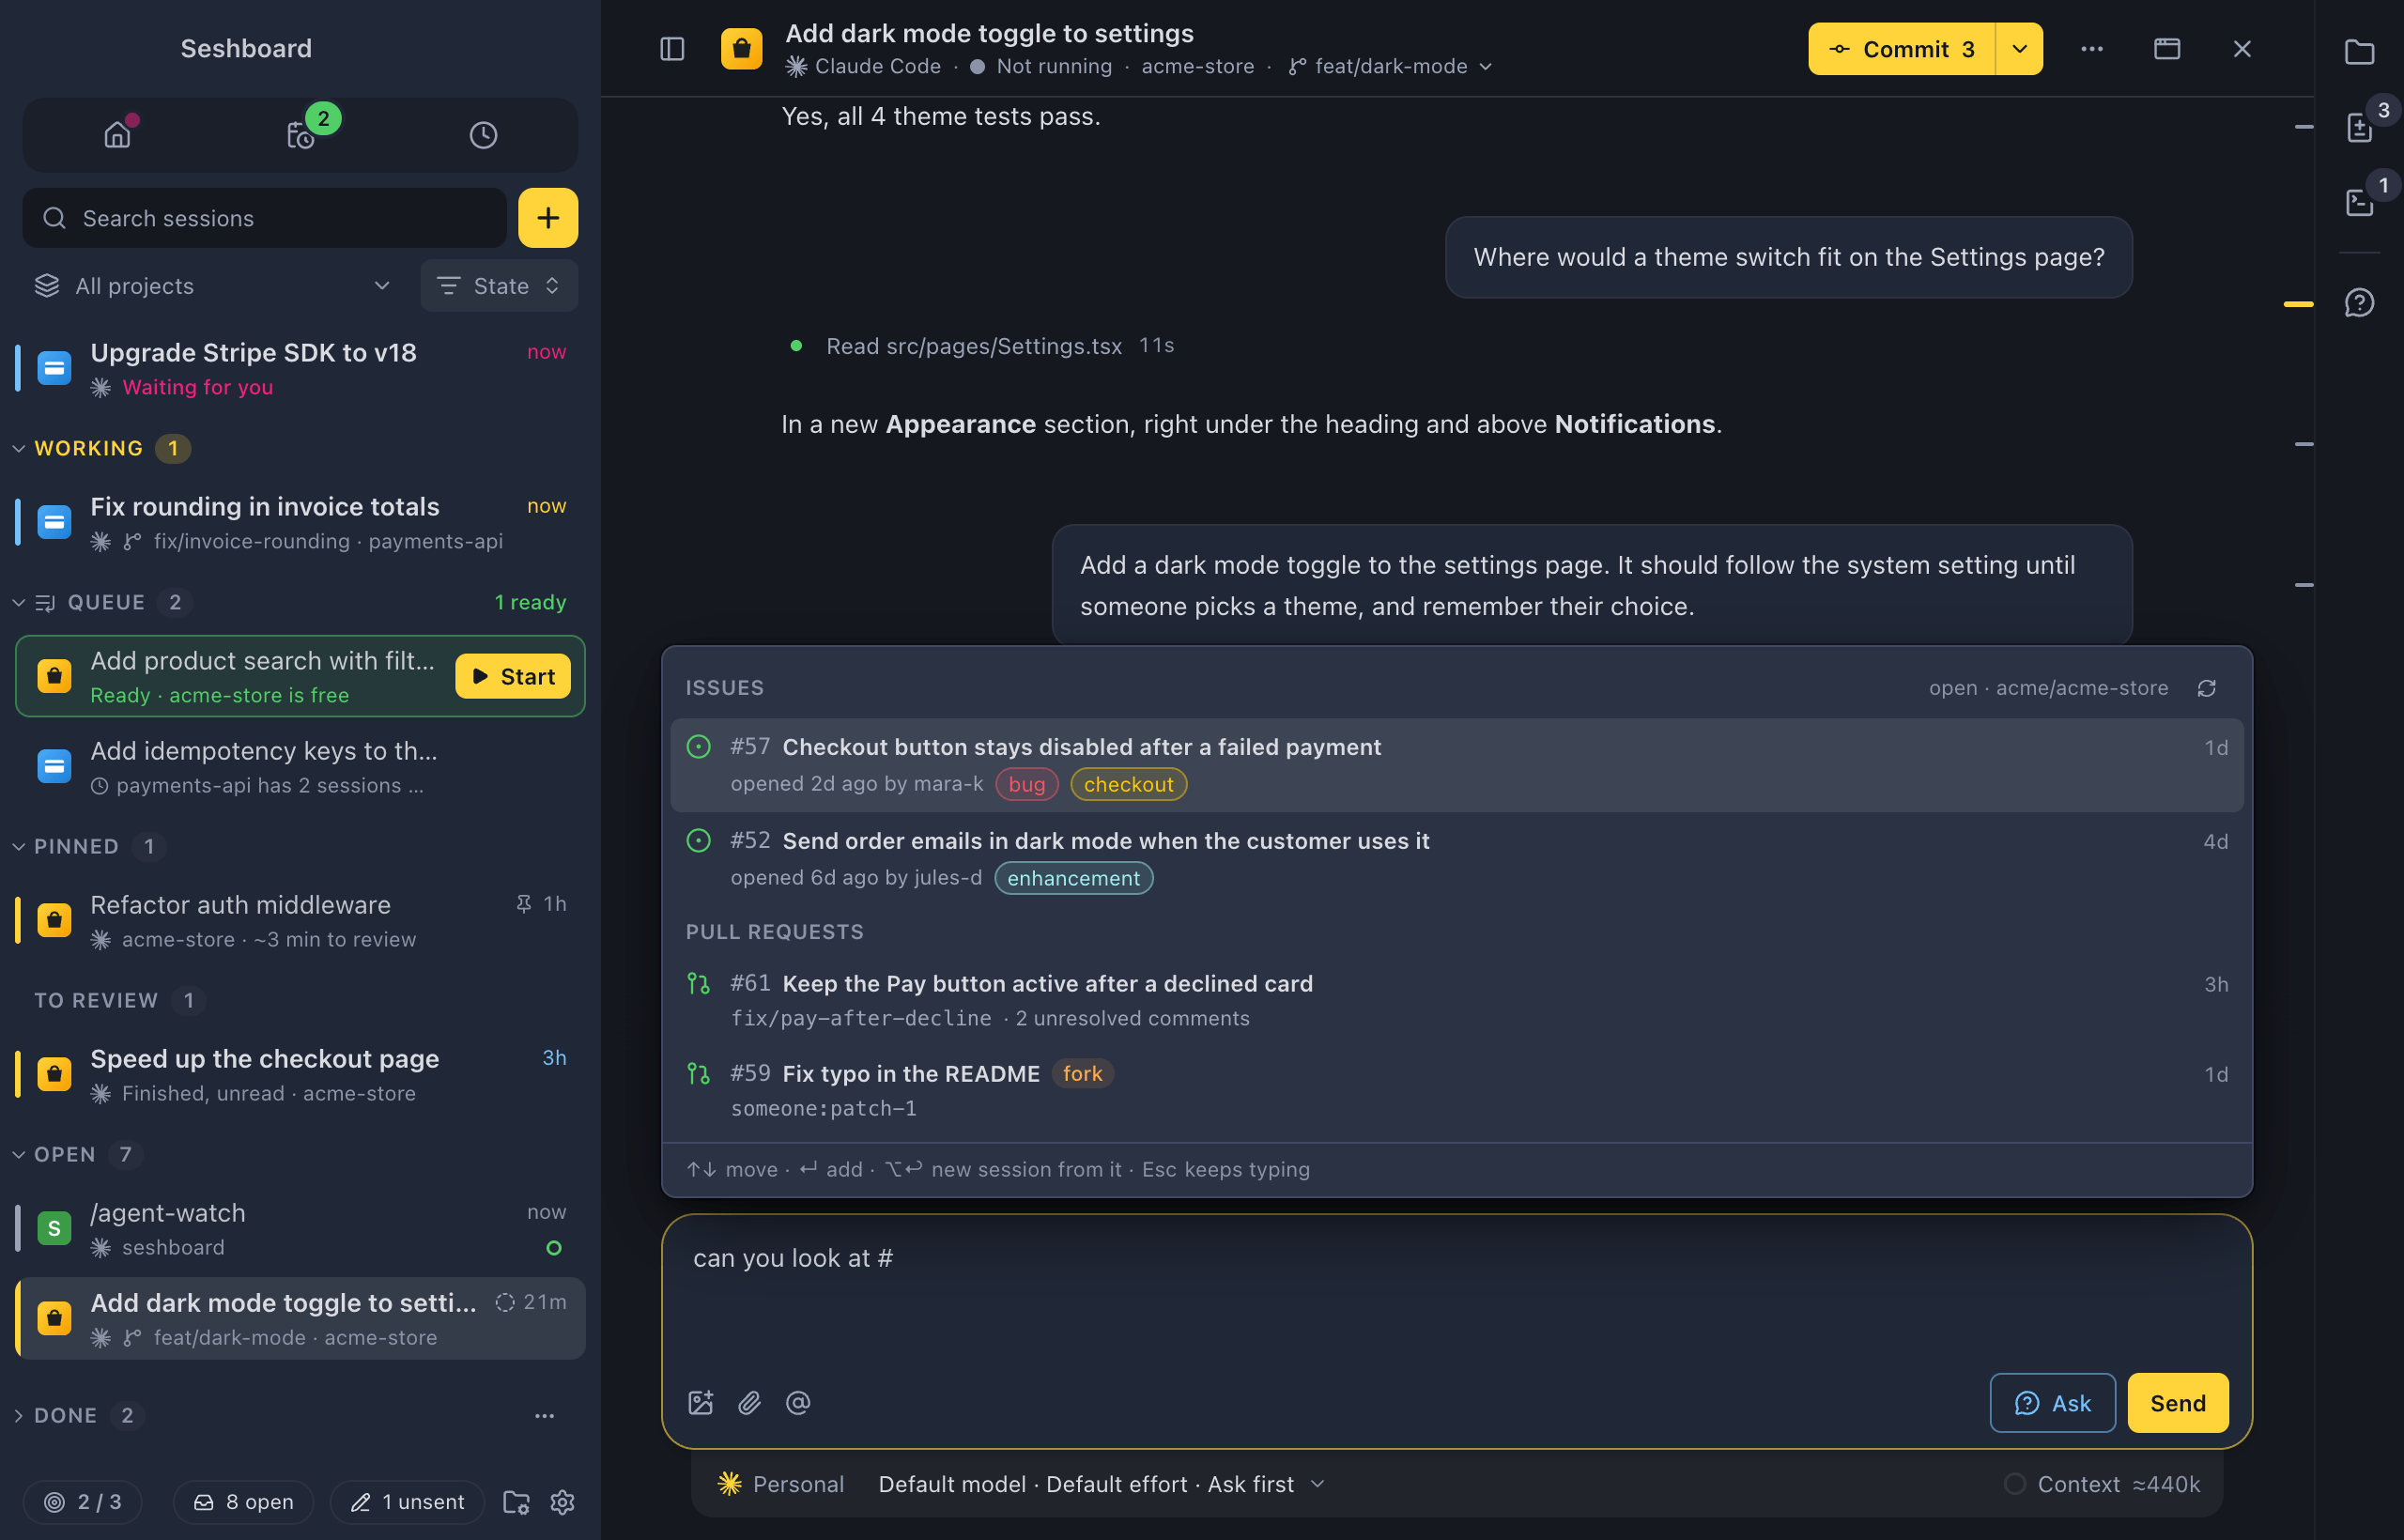 Seshboard
2
Search sessions
All projects
State
Upgrade Stripe SDK to v18
now
Waiting for you
WORKING 1
Fix rounding in invoice totals
now
fix/invoice-rounding · payments-api
QUEUE 2
1 ready
Add product search with filt...
Ready · acme-store is free
Start
Add idempotency keys to th...
payments-api has 2 sessions ...
PINNED 1
Refactor auth middleware
1h
acme-store · ~3 min to review
TO REVIEW 1
Speed up the checkout page
3h
Finished, unread · acme-store
OPEN 7
S
/agent-watch
now
seshboard
Add dark mode toggle to setti...
21m
feat/dark-mode · acme-store
DONE 2
2 / 3
8 open
1 unsent
Add dark mode toggle to settings
Claude Code · Not running · acme-store · feat/dark-mode
Commit 3
Yes, all 4 theme tests pass.
Where would a theme switch fit on the Settings page?
Read src/pages/Settings.tsx 11s
In a new Appearance section, right under the heading and above Notifications.
Add a dark mode toggle to the settings page. It should follow the system setting until
someone picks a theme, and remember their choice.
ISSUES
open · acme/acme-store
#57 Checkout button stays disabled after a failed payment
1d
opened 2d ago by mara-k bug checkout
#52 Send order emails in dark mode when the customer uses it
4d
opened 6d ago by jules-d enhancement
PULL REQUESTS
#61 Keep the Pay button active after a declined card
3h
fix/pay-after-decline · 2 unresolved comments
#59 Fix typo in the README fork
1d
someone:patch-1
↑↓ move · ↵ add · ⌥↩ new session from it · Esc keeps typing
can you look at #
Ask
Send
Personal
Default model · Default effort · Ask first
Context ≈440k
3
1